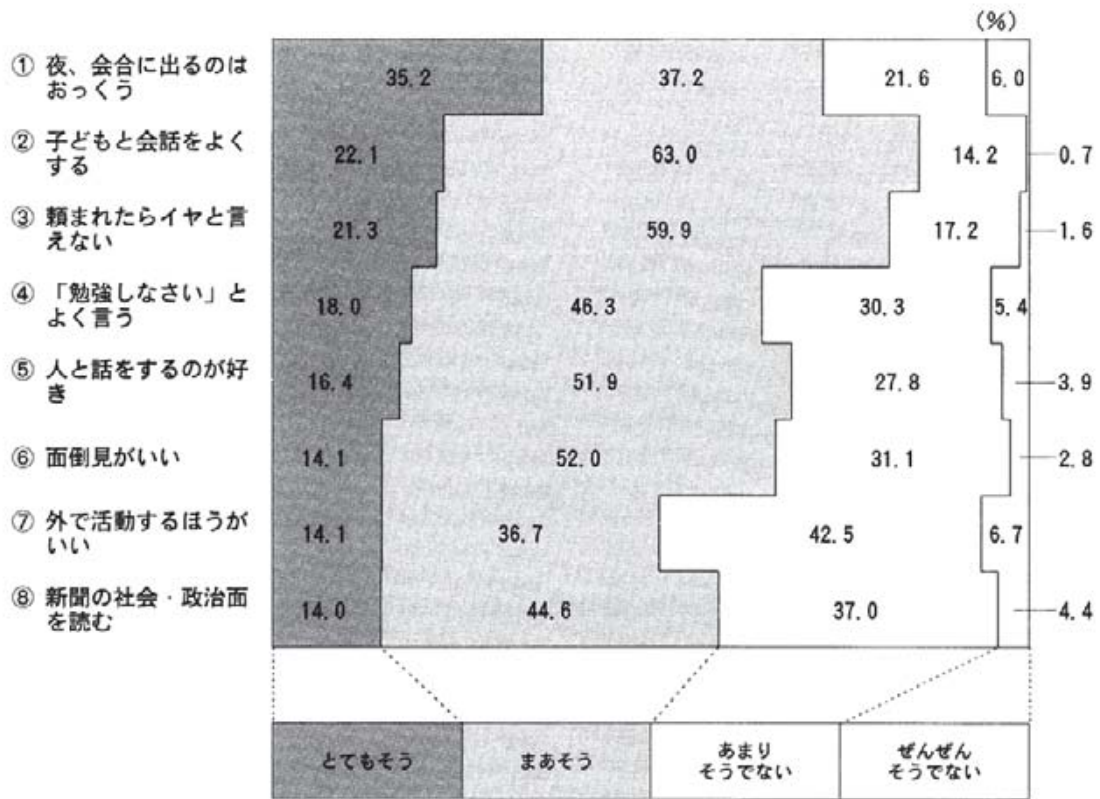 (%)
① 夜、会合に出るのは
おっくう
35.2 37.2 21.6 6.0
② 子どもと会話をよく
する
22.1 63.0 14.2 0.7
③ 頼まれたらイヤと言
えない
21.3 59.9 17.2 1.6
④ 「勉強しなさい」と
よく言う
18.0 46.3 30.3 5.4
⑤ 人と話をするのが好
き
16.4 51.9 27.8 3.9
⑥ 面倒見がいい
14.1 52.0 31.1 2.8
⑦ 外で活動するほうが
いい
14.1 36.7 42.5 6.7
⑧ 新聞の社会・政治面
を読む
14.0 44.6 37.0 4.4
とてもそう
まあそう
あまり
そうでない
ぜんぜん
そうでない